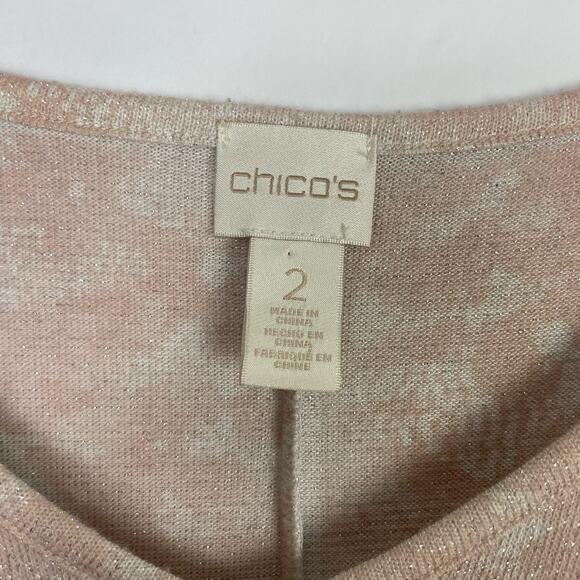 chico's
2
MADE IN
CHINA
HECHO EN
CHINA
FABRIQUÉ EN
CHINE